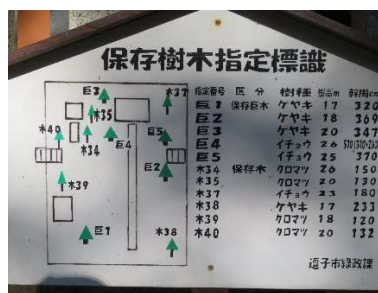 保存樹木指定標識
巨3
木37
木35
木40
木34
巨4
巨5
巨2
木39
巨1
木38
指定番号 区分 樹種 樹高m 幹周cm
巨1 保存巨木 ケヤキ 17 320
巨2 ケヤキ 18 369
巨3 ケヤキ 20 347
巨4 イチョウ 26
巨5 イチョウ 25 370
木34 保存木 クロマツ 26 150
木35 クロマツ 20 130
木37 イチョウ 23 180
木38 ケヤキ 17 233
木39 クロマツ 18 120
木40 クロマツ 20 132
逗子市緑政課